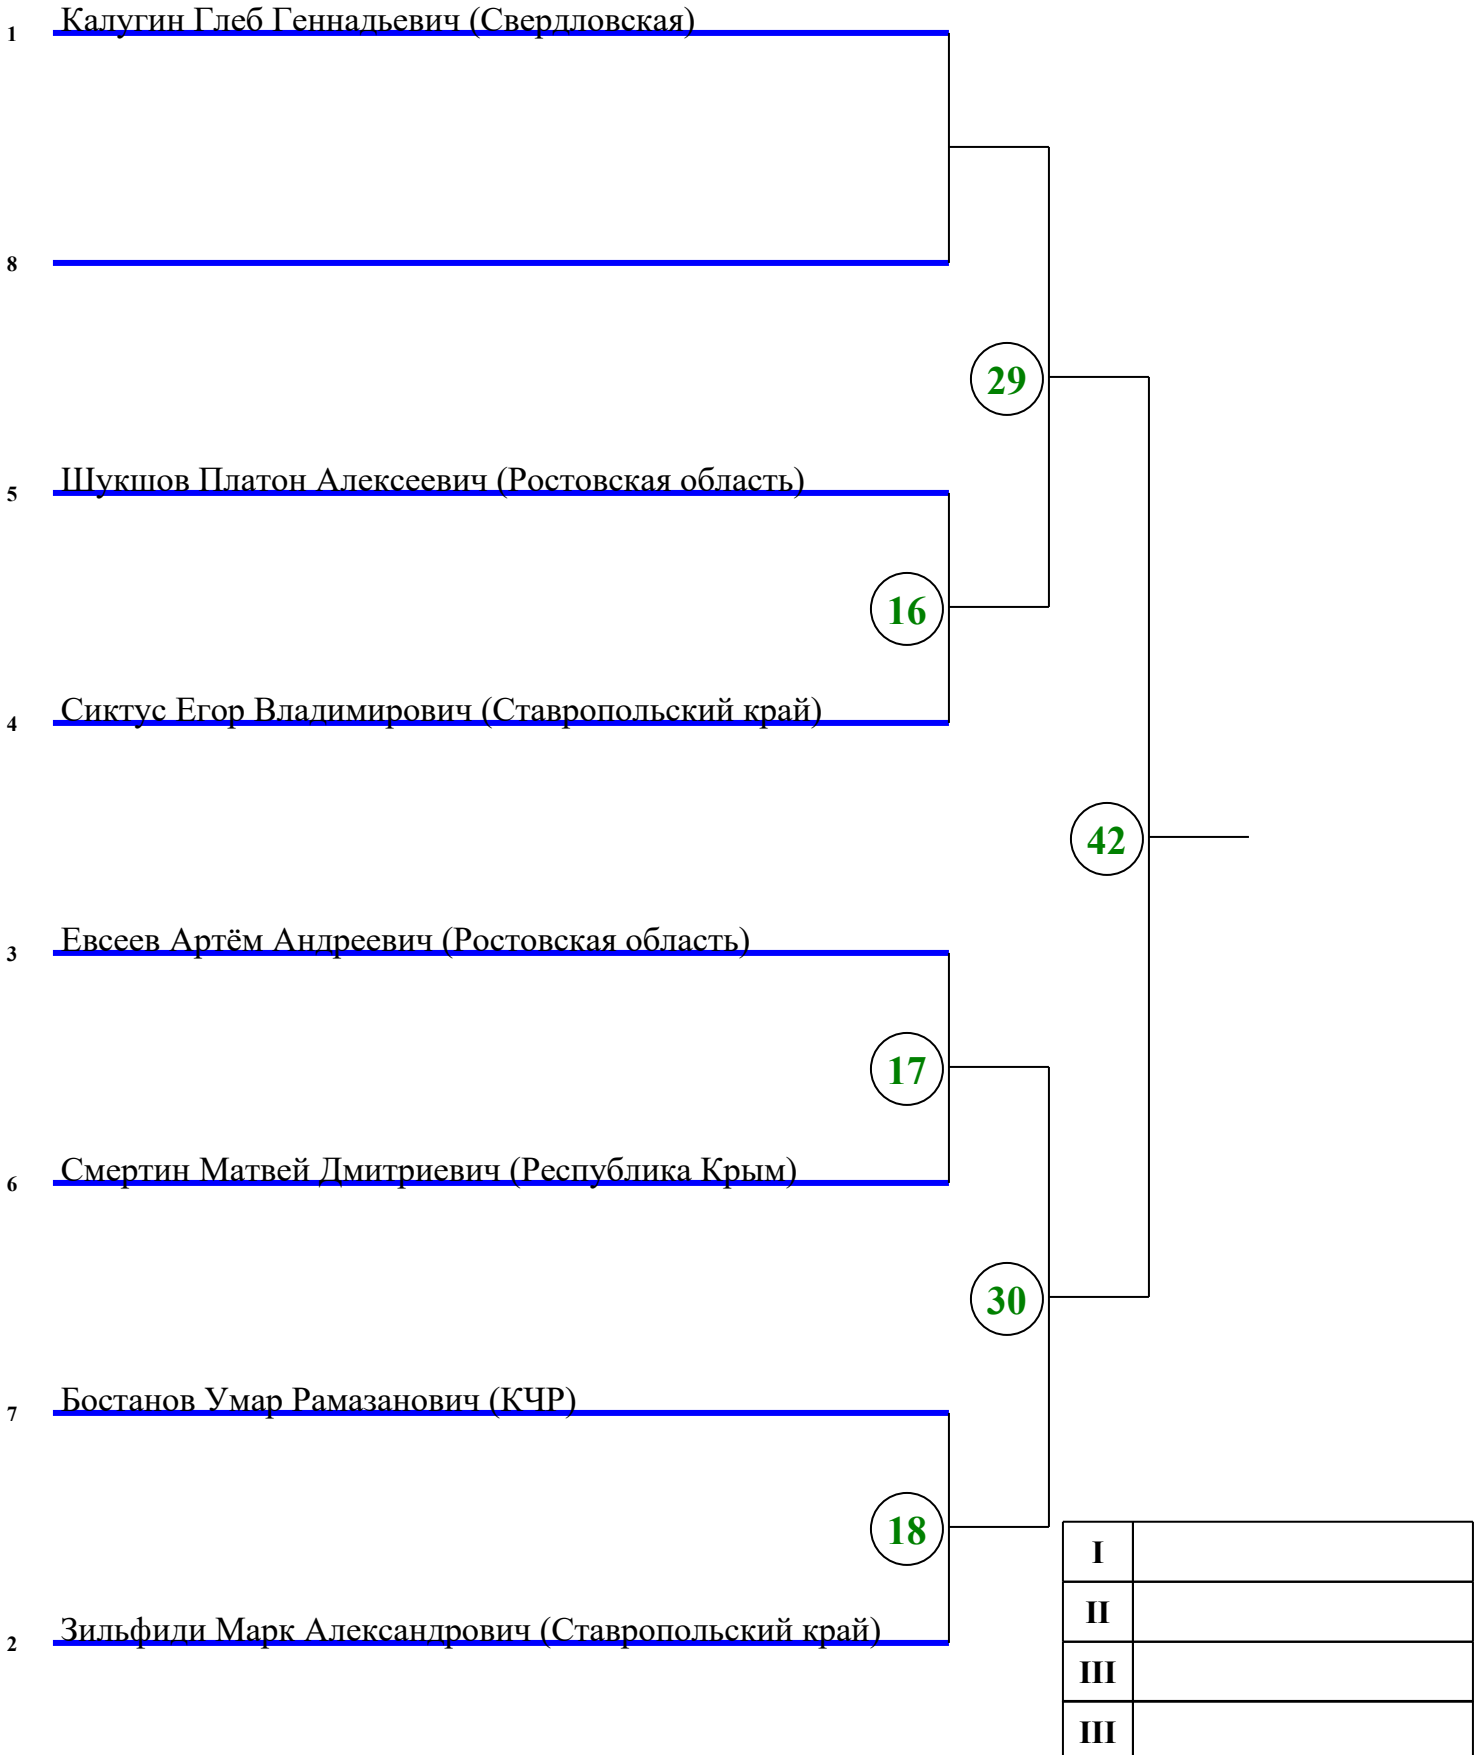 1 Калугин Глеб Геннадьевич (Свердловская)
8
29
5 Шукшов Платон Алексеевич (Ростовская область)
16
4 Сиктус Егор Владимирович (Ставропольский край)
42
3 Евсеев Артём Андреевич (Ростовская область)
17
6 Смертин Матвей Дмитриевич (Республика Крым)
30
7 Бостанов Умар Рамазанович (КЧР)
18
I
II
2 Зильфиди Марк Александрович (Ставропольский край)
III
III